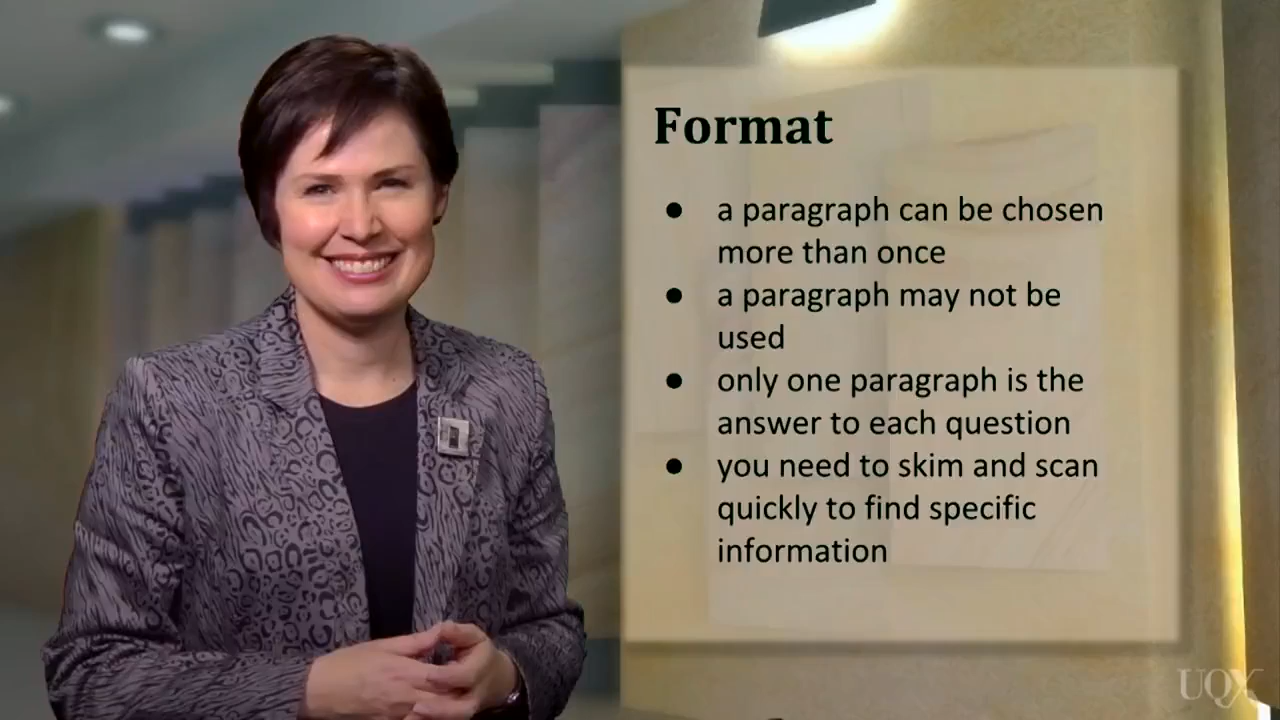 Format
● a paragraph can be chosen
more than once
● a paragraph may not be
used
● only one paragraph is the
answer to each question
● you need to skim and scan
quickly to find specific
information
UQX